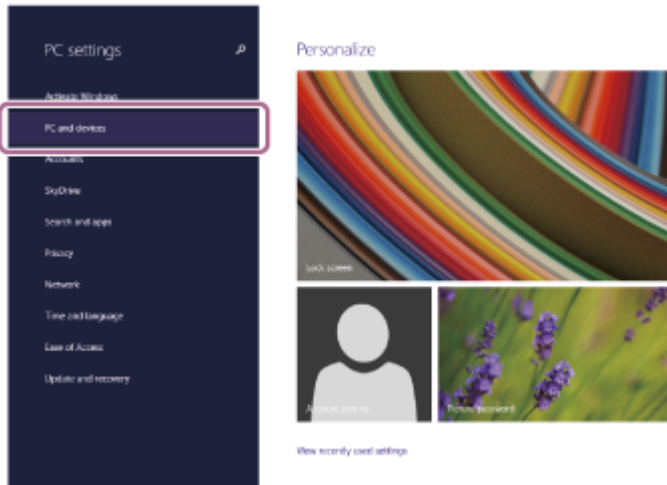 PC settings
Activate Windows
PC and devices
Accounts
SkyDrive
Search and apps
Privacy
Network
Time and language
Ease of Access
Update and recovery
Personalize
Lock screen
Account picture
Picture password
View recently used settings